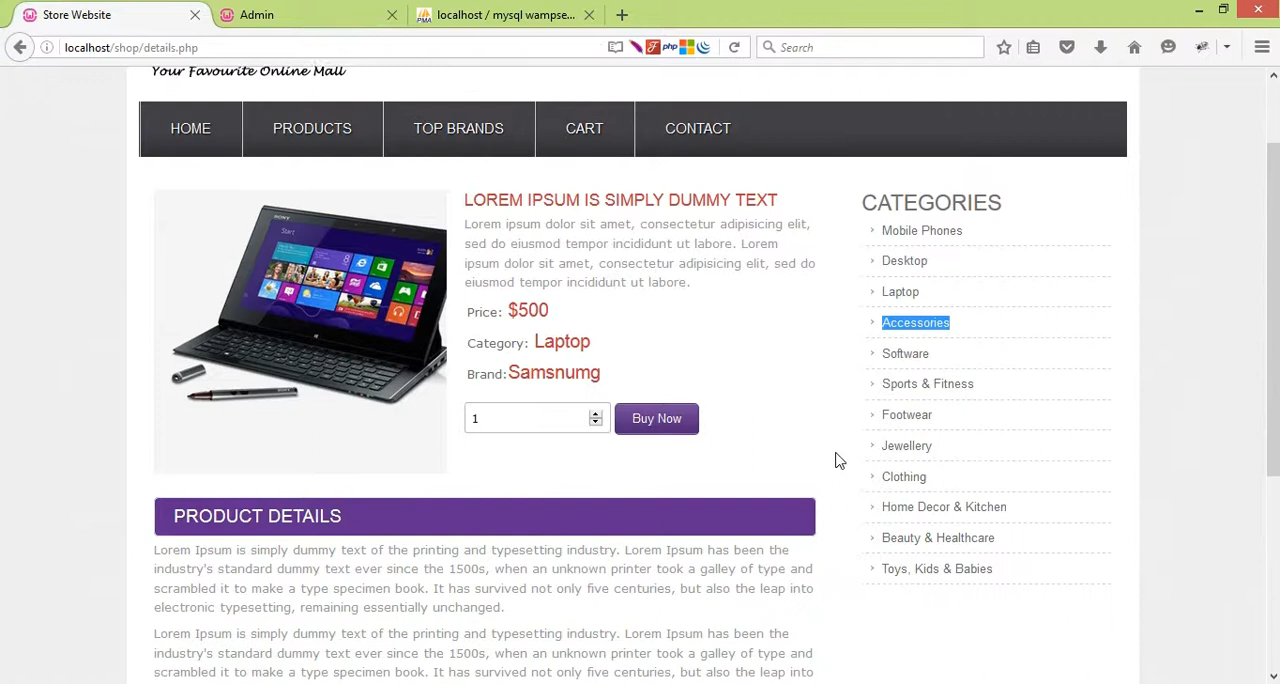 Store Website
Admin
localhost / mysql wampse...
localhost/shop/details.php
php
Search
Your Favourite Online Mall
HOME
PRODUCTS
TOP BRANDS
CART
CONTACT
SONY
Start
LOREM IPSUM IS SIMPLY DUMMY TEXT
Lorem ipsum dolor sit amet, consectetur adipisicing elit,
sed do eiusmod tempor incididunt ut labore. Lorem
ipsum dolor sit amet, consectetur adipisicing elit, sed do
eiusmod tempor incididunt ut labore.
Price: $500
Category: Laptop
Brand:Samsnumg
1
Buy Now
CATEGORIES
Mobile Phones
Desktop
Laptop
Accessories
Software
Sports & Fitness
Footwear
Jewellery
Clothing
Home Decor & Kitchen
Beauty & Healthcare
Toys, Kids & Babies
PRODUCT DETAILS
Lorem Ipsum is simply dummy text of the printing and typesetting industry. Lorem Ipsum has been the
industry's standard dummy text ever since the 1500s, when an unknown printer took a galley of type and
scrambled it to make a type specimen book. It has survived not only five centuries, but also the leap into
electronic typesetting, remaining essentially unchanged.
Lorem Ipsum is simply dummy text of the printing and typesetting industry. Lorem Ipsum has been the
industry's standard dummy text ever since the 1500s, when an unknown printer took a galley of type and
scrambled it to make a type specimen book. It has survived not only five centuries, but also the leap into